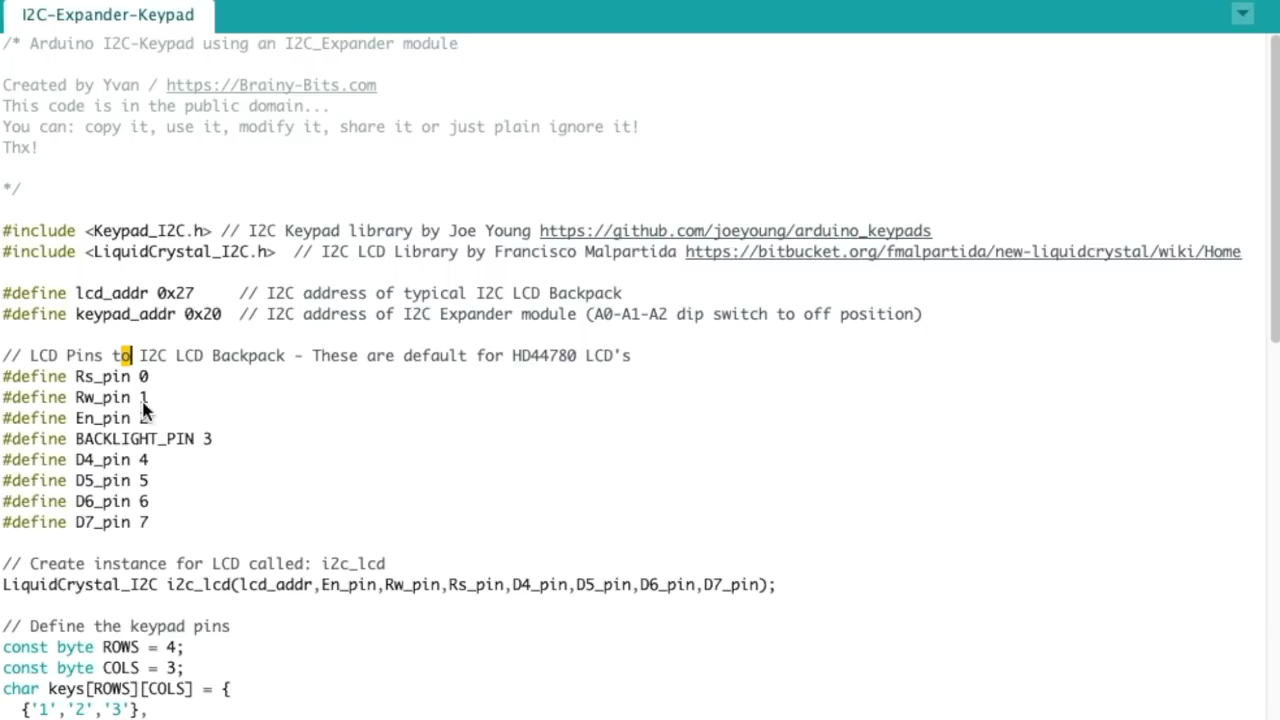 I2C-Expander-Keypad
/* Arduino I2C-Keypad using an I2C_Expander module
Created by Yvan / https://Brainy-Bits.com
This code is in the public domain...
You can: copy it, use it, modify it, share it or just plain ignore it!
Thx!
*/
#include <Keypad_I2C.h> // I2C Keypad library by Joe Young https://github.com/joeyoung/arduino_keypads
#include <LiquidCrystal_I2C.h>  // I2C LCD Library by Francisco Malpartida https://bitbucket.org/fmalpartida/new-liquidcrystal/wiki/Home
#define lcd_addr 0x27     // I2C address of typical I2C LCD Backpack
#define keypad_addr 0x20  // I2C address of I2C Expander module (A0-A1-A2 dip switch to off position)
// LCD Pins to I2C LCD Backpack - These are default for HD44780 LCD's
#define Rs_pin 0
#define Rw_pin 1
#define En_pin 2
#define BACKLIGHT_PIN 3
#define D4_pin 4
#define D5_pin 5
#define D6_pin 6
#define D7_pin 7
// Create instance for LCD called: i2c_lcd
LiquidCrystal_I2C i2c_lcd(lcd_addr,En_pin,Rw_pin,Rs_pin,D4_pin,D5_pin,D6_pin,D7_pin);
// Define the keypad pins
const byte ROWS = 4;
const byte COLS = 3;
char keys[ROWS][COLS] = {
  {'1','2','3'},